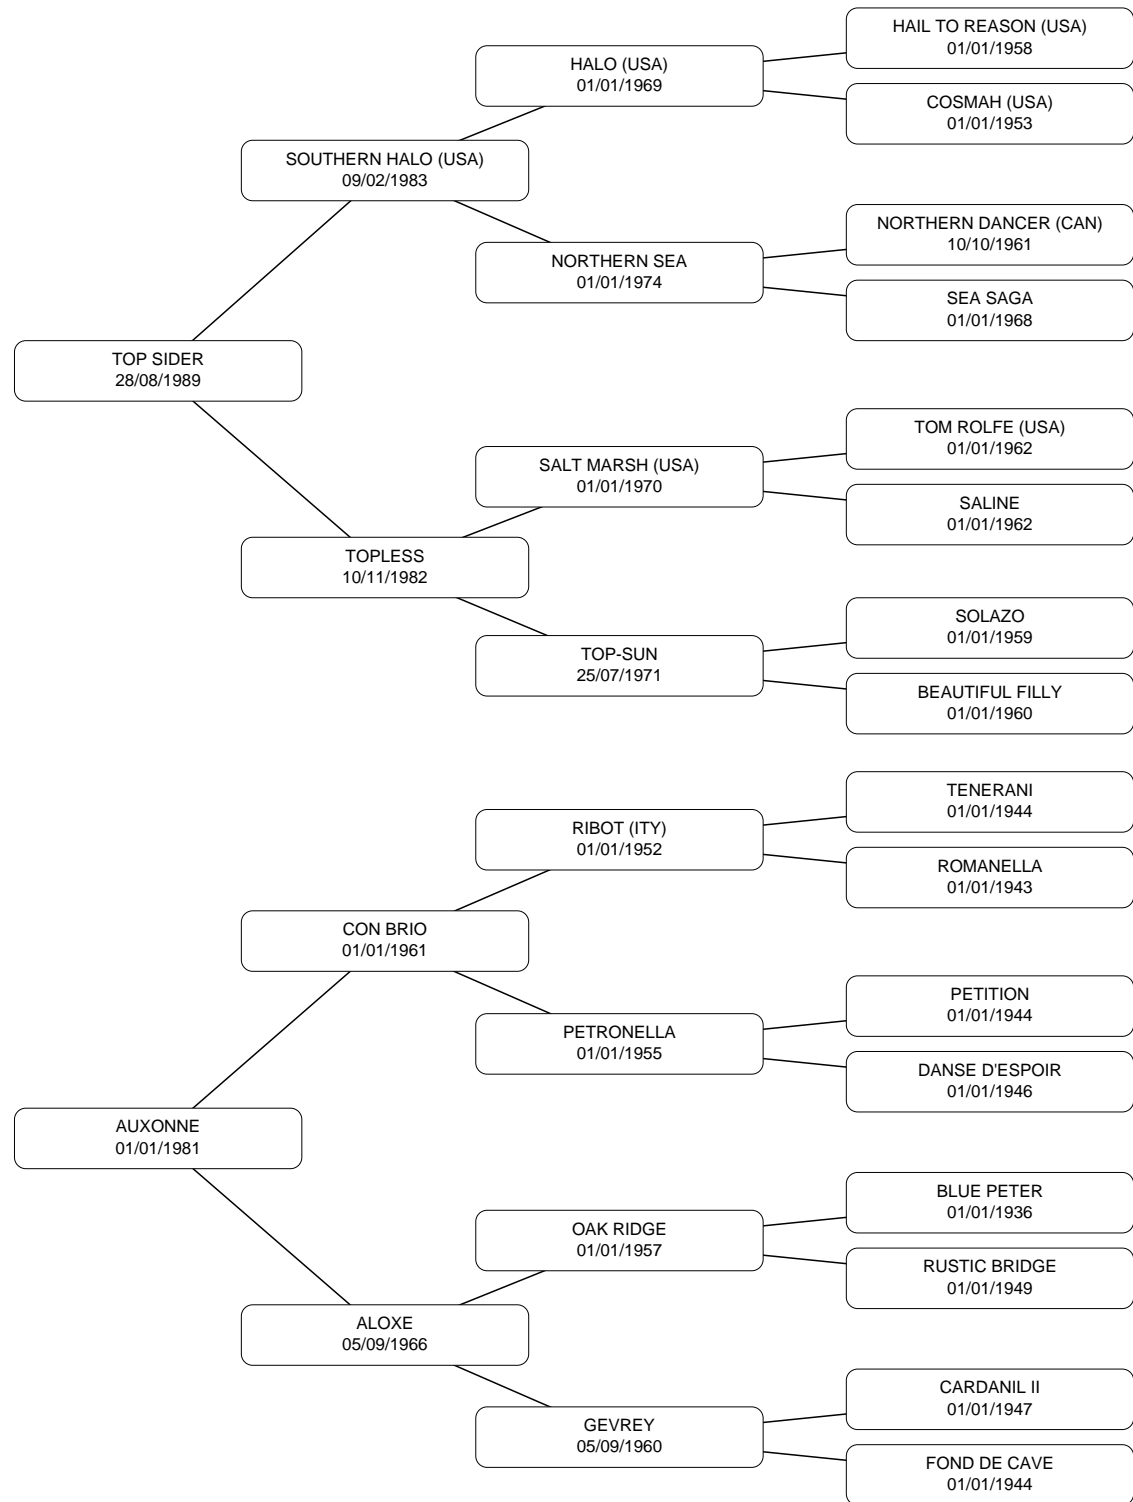 HAIL TO REASON (USA)
01/01/1958
HALO (USA)
01/01/1969
COSMAH (USA)
01/01/1953
SOUTHERN HALO (USA)
09/02/1983
NORTHERN DANCER (CAN)
10/10/1961
NORTHERN SEA
01/01/1974
SEA SAGA
01/01/1968
TOP SIDER
28/08/1989
TOM ROLFE (USA)
01/01/1962
SALT MARSH (USA)
01/01/1970
SALINE
01/01/1962
TOPLESS
10/11/1982
SOLAZO
01/01/1959
TOP-SUN
25/07/1971
BEAUTIFUL FILLY
01/01/1960
TENERANI
01/01/1944
RIBOT (ITY)
01/01/1952
ROMANELLA
01/01/1943
CON BRIO
01/01/1961
PETITION
01/01/1944
PETRONELLA
01/01/1955
DANSE D'ESPOIR
01/01/1946
AUXONNE
01/01/1981
BLUE PETER
01/01/1936
OAK RIDGE
01/01/1957
RUSTIC BRIDGE
01/01/1949
ALOXE
05/09/1966
CARDANIL II
01/01/1947
GEVREY
05/09/1960
FOND DE CAVE
01/01/1944